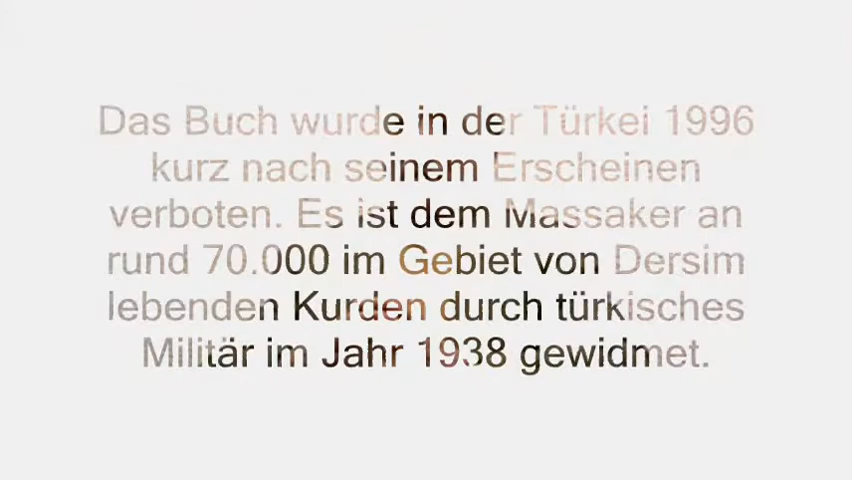 Das Buch wurde in der Türkei 1996
kurz nach seinem Erscheinen
verboten. Es ist dem Massaker an
rund 70.000 im Gebiet von Dersim
lebenden Kurden durch türkisches
Militär im Jahr 1938 gewidmet.